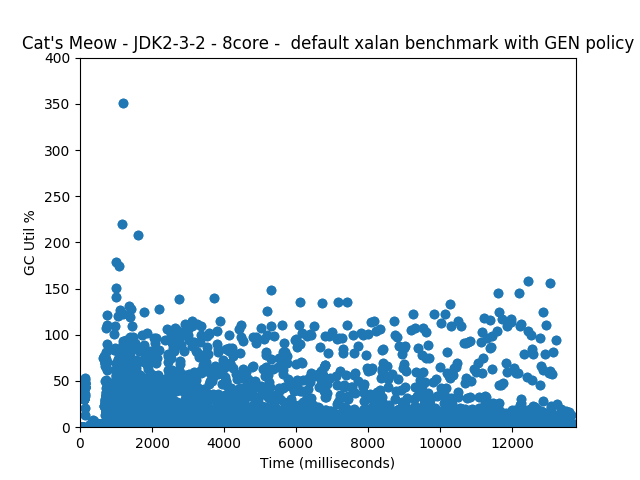 Cat's Meow - JDK2-3-2 - 8core -  default xalan benchmark with GEN policy
400
350
300
250
200
150
100
50
0
GC Util %
0 2000 4000 6000 8000 10000 12000
Time (milliseconds)